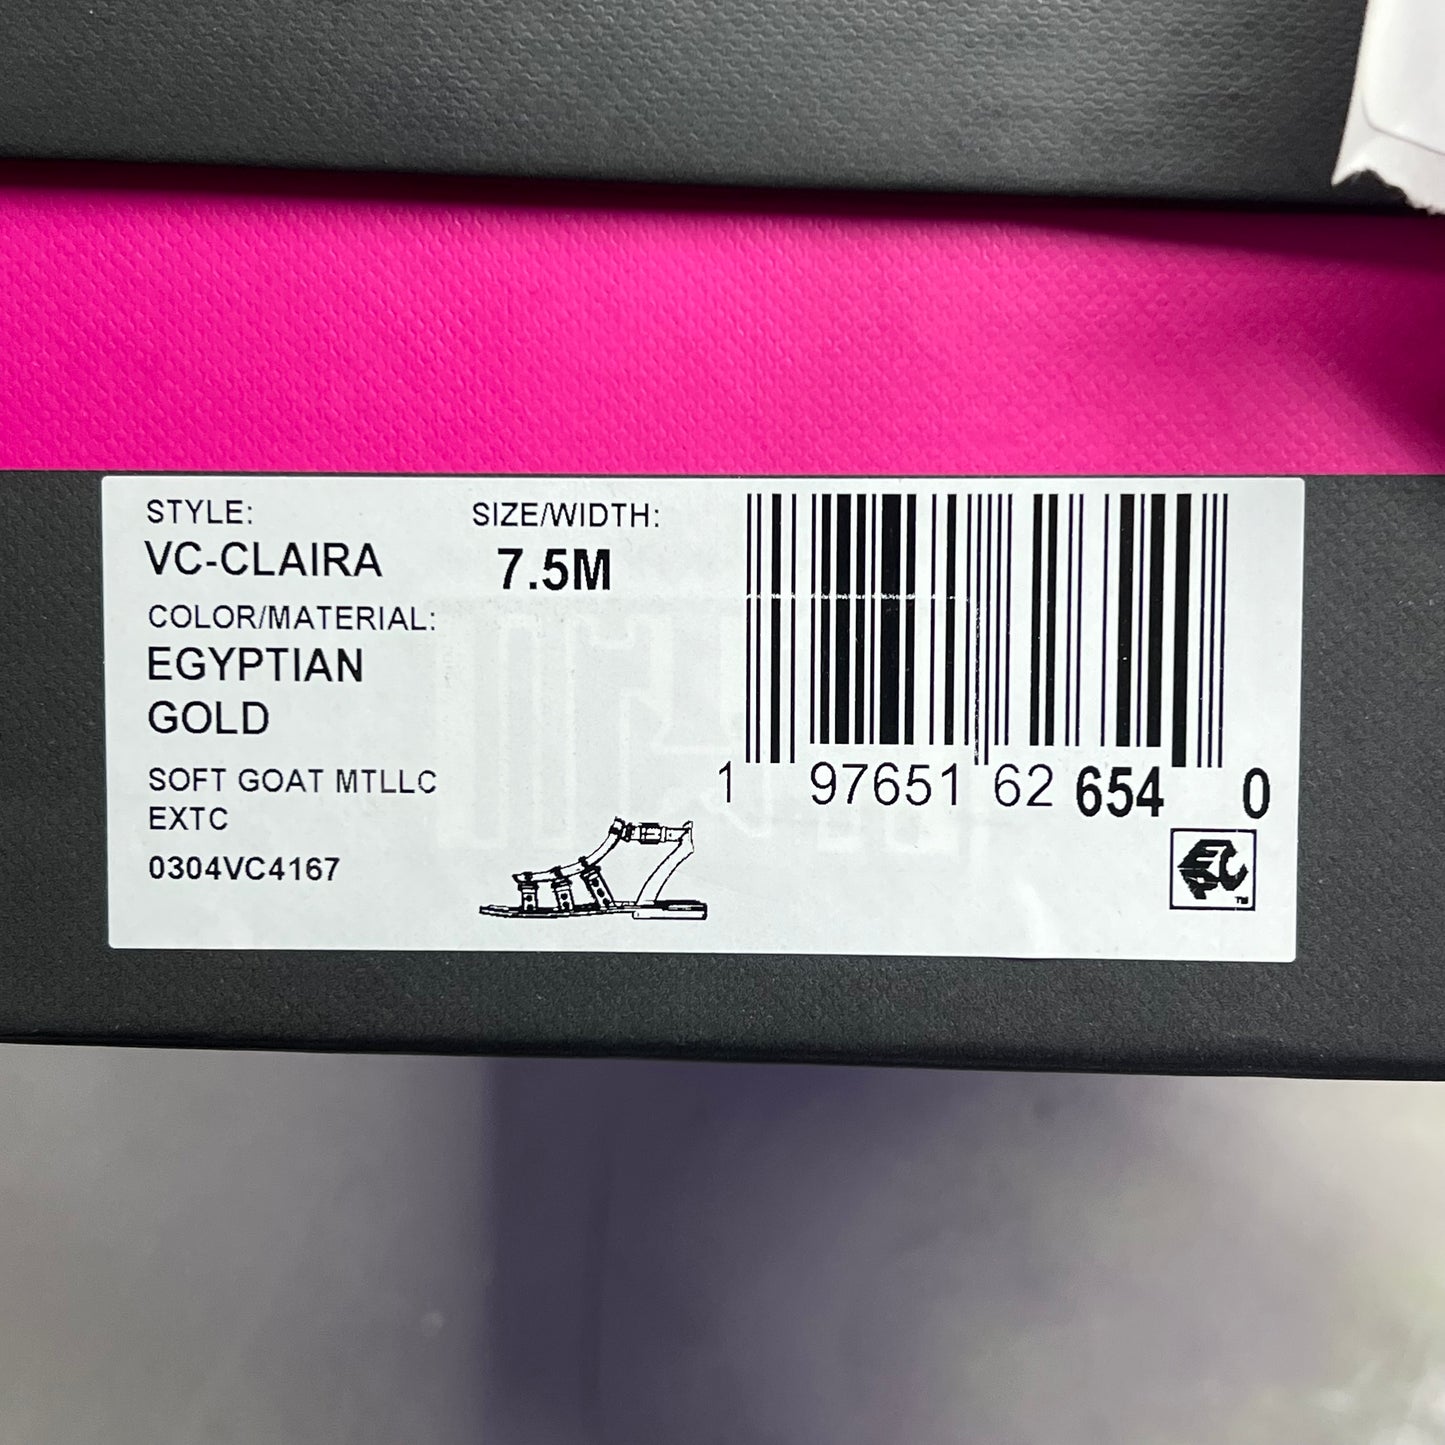 STYLE: SIZE/WIDTH:
VC-CLAIRA 7.5M
COLOR/MATERIAL:
EGYPTIAN
GOLD
SOFT GOAT MTLLC
EXTC
0304VC4167
1 97651 62 654 0
TM